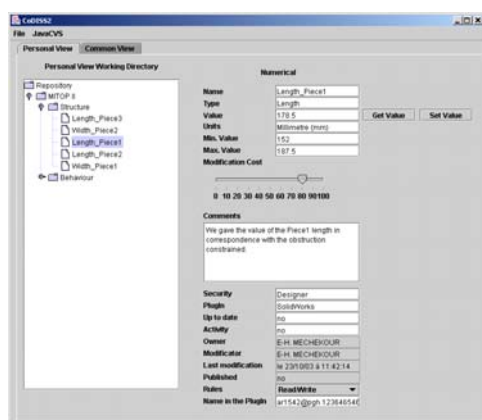 CoDISS2
File JavaCVS
Personal View Common View
Personal View Working Directory
Numerical
Repository
MITOP II
Structure
Length_Piece3
Width_Piece2
Length_Piece1
Length_Piece2
Width_Piece1
Behaviour
Name Length_Piece1
Type Length
Value 178.5 Get Value Set Value
Units Millimetre (mm)
Min. Value 152
Max. Value 187.5
Modification Cost
0 10 20 30 40 50 60 70 80 90100
Comments
We gave the value of the Piece1 length in
correspondence with the obstruction
constrained.
Security Designer
PlugIn SolidWorks
Up to date no
Activity no
Owner E-H. MECHEKOUR
Modificator E-H. MECHEKOUR
Last modification le 23/10/03 à 11:42:14
Published no
Rules Read/Write
Name in the PlugIn